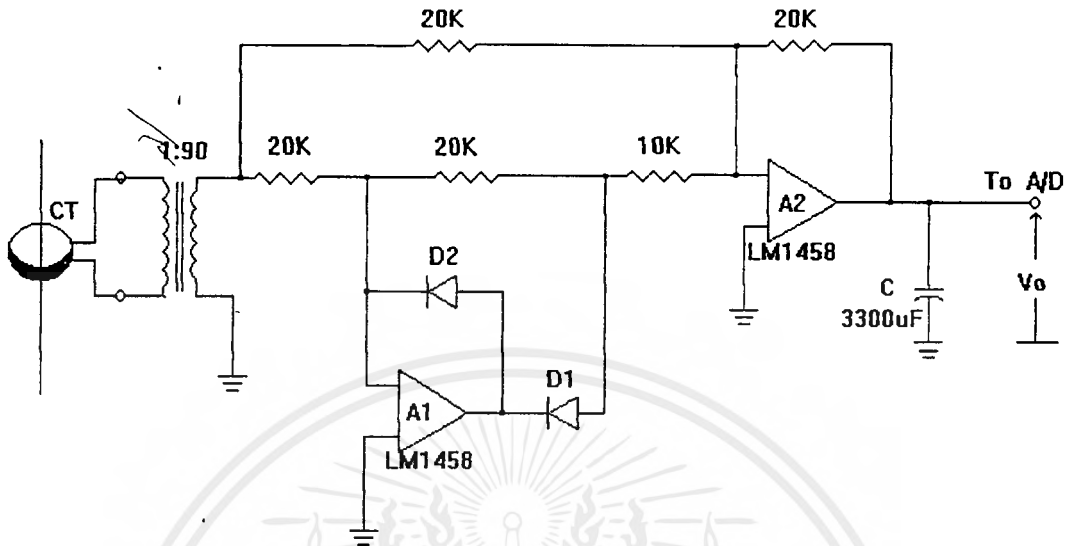 20K
20K
1:90
20K
20K
10K
CT
A2
To A/D
LM1458
D2
C
3300uF
Vo
D1
A1
LM1458